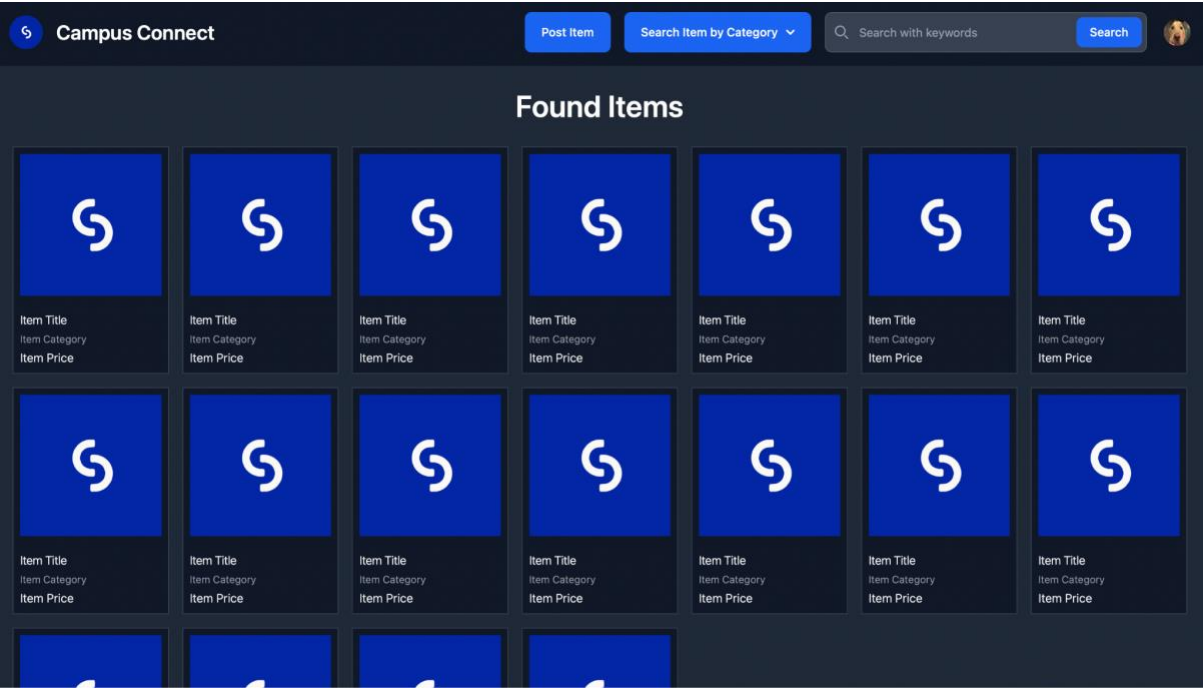 Campus Connect
Post Item
Search Item by Category
Search with keywords
Search
Found Items
Item Title Item Title Item Title Item Title Item Title Item Title Item Title
Item Category Item Category Item Category Item Category Item Category Item Category Item Category
Item Price Item Price Item Price Item Price Item Price Item Price Item Price
Item Title Item Title Item Title Item Title Item Title Item Title Item Title
Item Category Item Category Item Category Item Category Item Category Item Category Item Category
Item Price Item Price Item Price Item Price Item Price Item Price Item Price